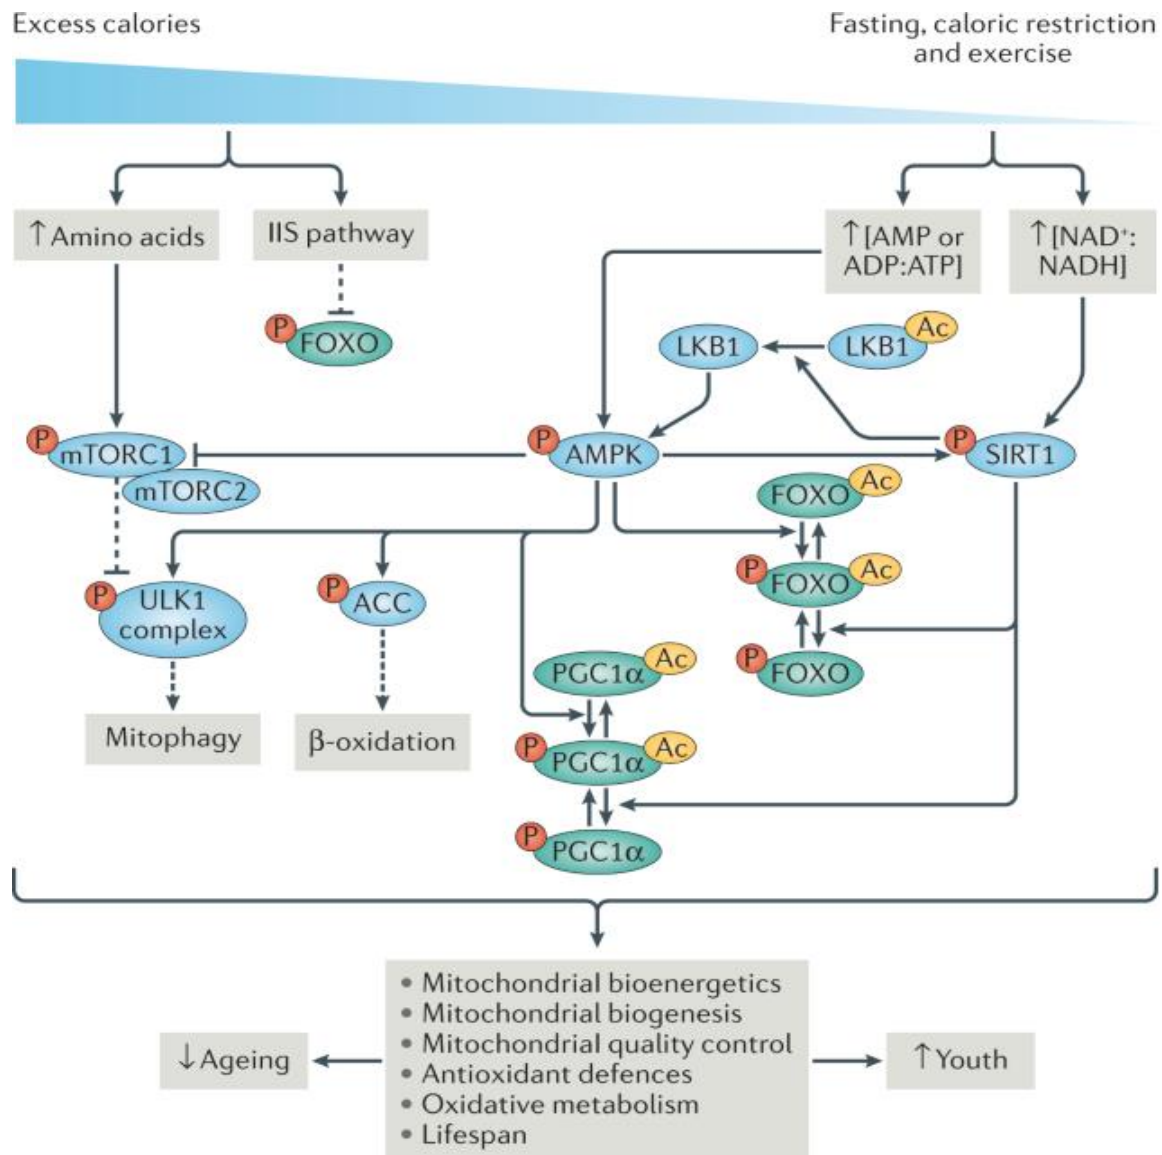 Excess calories
Fasting, caloric restriction
and exercise
↑Amino acids
IIS pathway
↑[AMP or
ADP:ATP]
↑[NAD⁺:
NADH]
P
FOXO
LKB1
LKB1
Ac
P
mTORC1
mTORC2
P
AMPK
P
SIRT1
FOXO
Ac
P
FOXO
Ac
P
FOXO
P
ULK1
complex
P
ACC
PGC1α
Ac
P
PGC1α
Ac
P
PGC1α
Mitophagy
β-oxidation
• Mitochondrial bioenergetics
• Mitochondrial biogenesis
• Mitochondrial quality control
• Antioxidant defences
• Oxidative metabolism
• Lifespan
↓Ageing
↑Youth